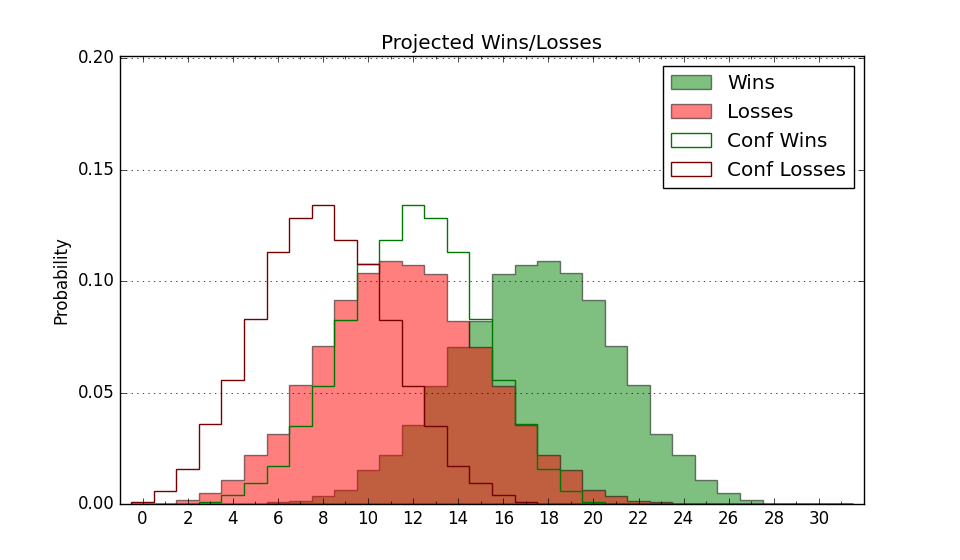 Projected Wins/Losses
0.20
0.15
0.10
0.05
0.00
Probability
Wins
Losses
Conf Wins
Conf Losses
0 2 4 6 8 10 12 14 16 18 20 22 24 26 28 30